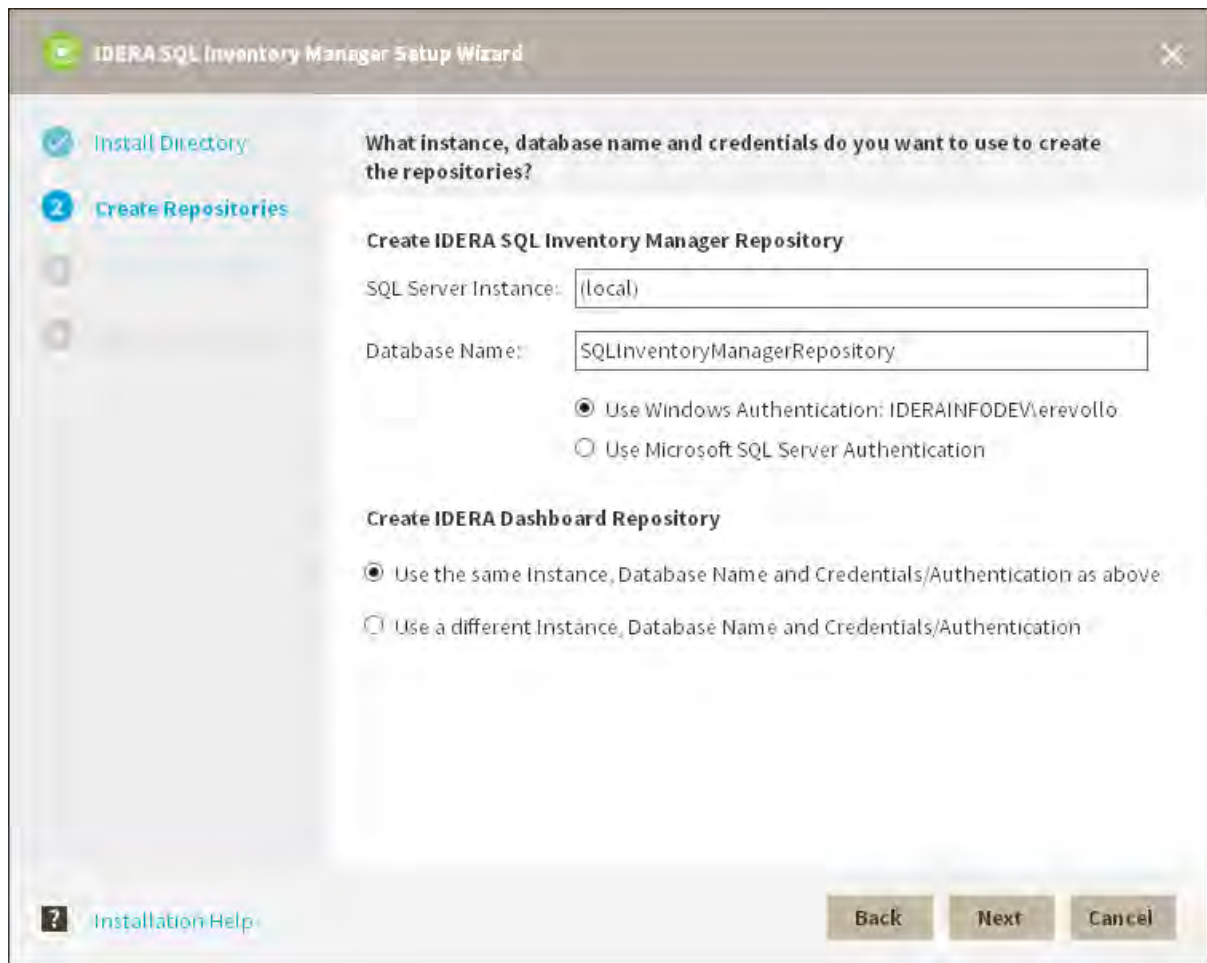 IDERA SQL Inventory Manager Setup Wizard
Install Directory
2 Create Repositories
What instance, database name and credentials do you want to use to create
the repositories?
Create IDERA SQL Inventory Manager Repository
SQL Server Instance: (local)
Database Name: SQLInventoryManagerRepository
Use Windows Authentication: IDERAINFODEV\erevollo
Use Microsoft SQL Server Authentication
Create IDERA Dashboard Repository
Use the same Instance, Database Name and Credentials/Authentication as above
Use a different Instance, Database Name and Credentials/Authentication
? Installation Help
Back Next Cancel